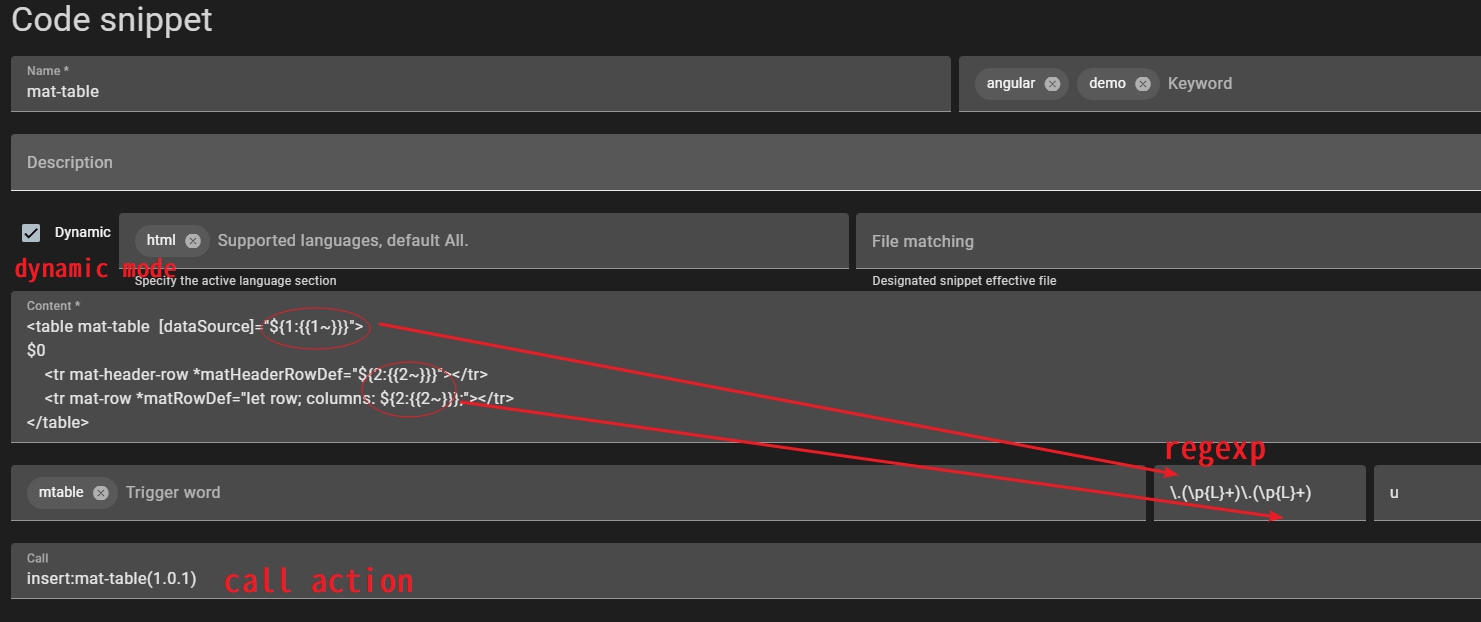 Code snippet
Name *
mat-table
angular demo Keyword
Description
Dynamic
html Supported languages, default All.
File matching
dynamic mode
Specify the active language section
Designated snippet effective file
Content *
<table mat-table  [dataSource]="${1:{{1~}}}">
$0
    <tr mat-header-row *matHeaderRowDef="${2:{{2~}}}"></tr>
    <tr mat-row *matRowDef="let row; columns: ${2:{{2~}}};"></tr>
</table>
regexp
mtable Trigger word
\.(\p{L}+)\.(\p{L}+)
u
Call
insert:mat-table(1.0.1)
call action